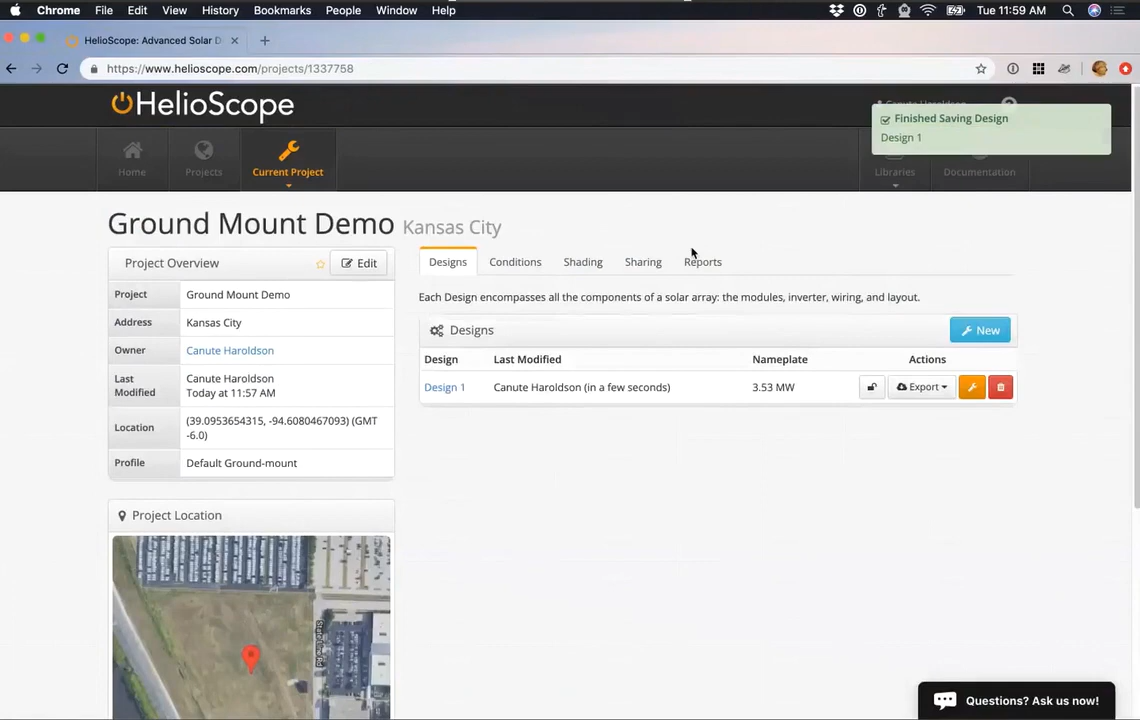 Chrome File Edit View History Bookmarks People Window Help Tue 11:59 AM
HelioScope: Advanced Solar D
https://www.helioscope.com/projects/1337758
HelioScope
Finished Saving Design
Design 1
Home
Projects
Current Project
Libraries
Documentation
Ground Mount Demo Kansas City
Project Overview
Edit
Project Ground Mount Demo
Address Kansas City
Owner Canute Haroldson
Last Modified
Canute Haroldson
Today at 11:57 AM
Location
(39.0953654315, -94.6080467093) (GMT
-6.0)
Profile Default Ground-mount
Project Location
State Line Rd
Designs Conditions Shading Sharing Reports
Each Design encompasses all the components of a solar array: the modules, inverter, wiring, and layout.
Designs
New
Design Last Modified Nameplate Actions
Design 1 Canute Haroldson (in a few seconds) 3.53 MW Export
Questions? Ask us now!